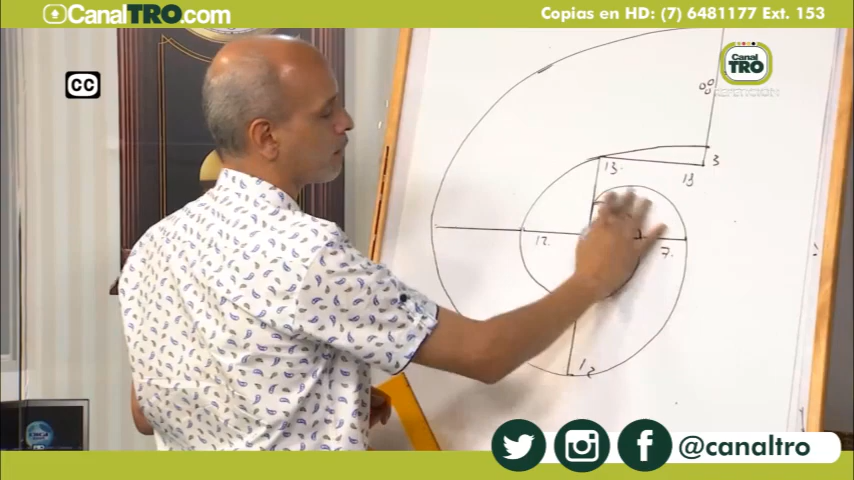 CanalTRO.com
Copias en HD: (7) 6481177 Ext. 153
CC
Canal
TRO
REPETICIÓN
3
13.
13
12.
7.
12
@canaltro